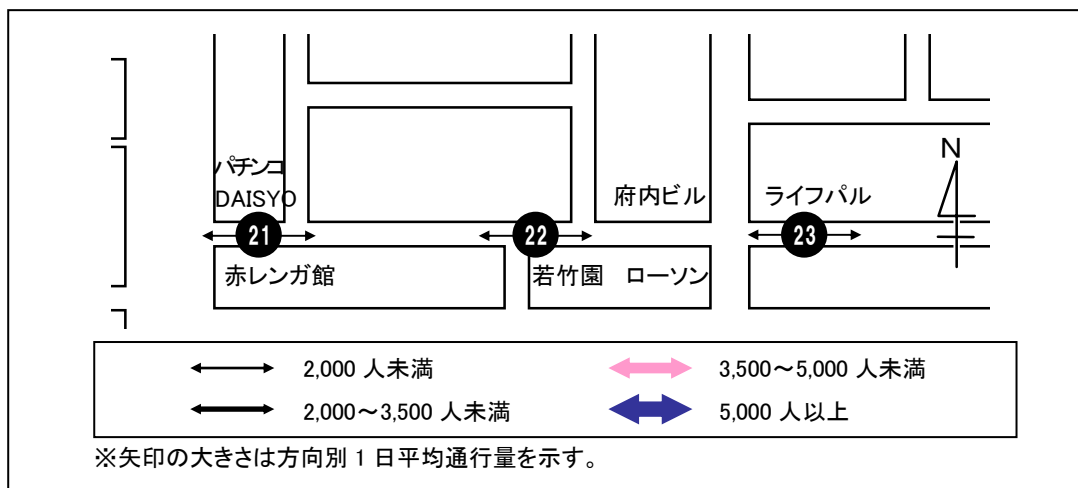 パチンコ
DAISYO
府内ビル
ライフパル
N
21
22
23
赤レンガ館
若竹園 ローソン
2,000 人未満
3,500～5,000 人未満
2,000～3,500 人未満
5,000 人以上
※矢印の大きさは方向別 1 日平均通行量を示す。